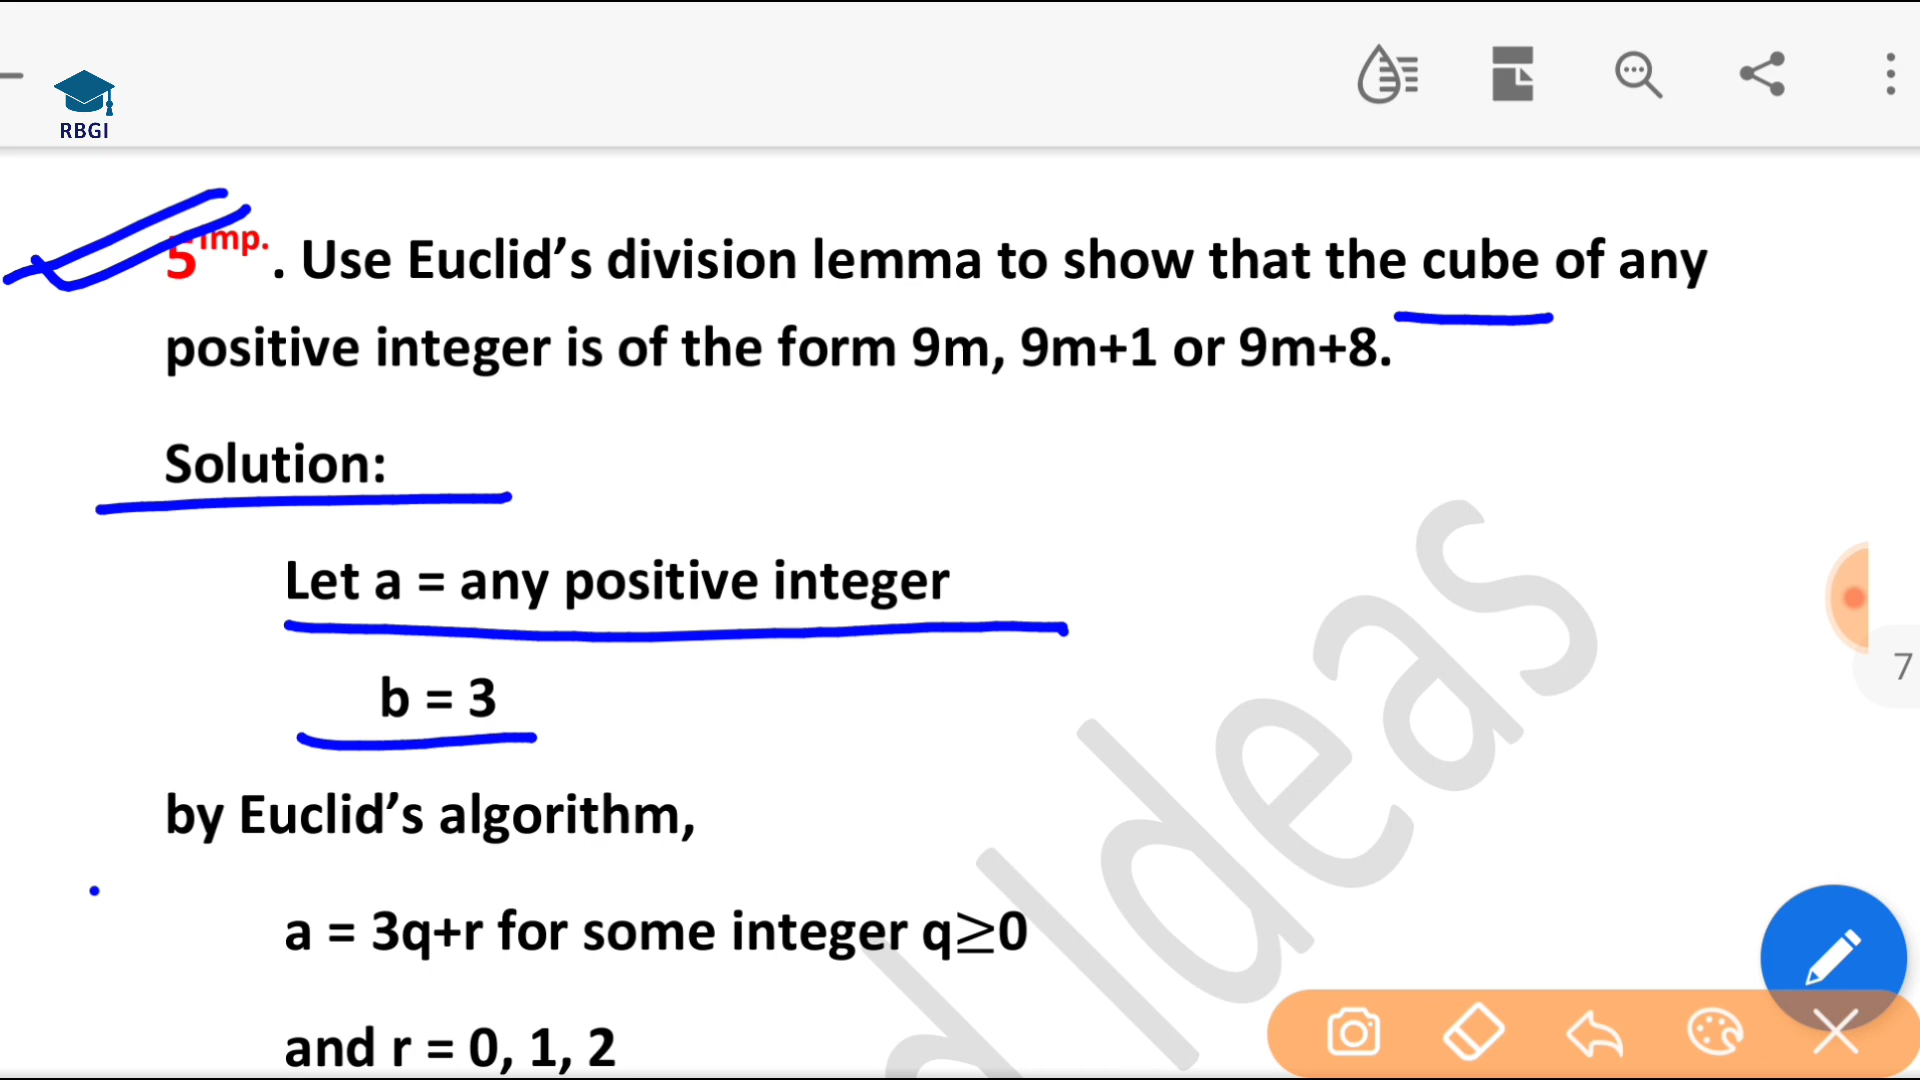 RBGI
5imp. . Use Euclid’s division lemma to show that the cube of any
positive integer is of the form 9m, 9m+1 or 9m+8.
Solution:
Let a = any positive integer
b = 3
7
by Euclid’s algorithm,
a = 3q+r for some integer q≥0
and r = 0, 1, 2
d Ideas